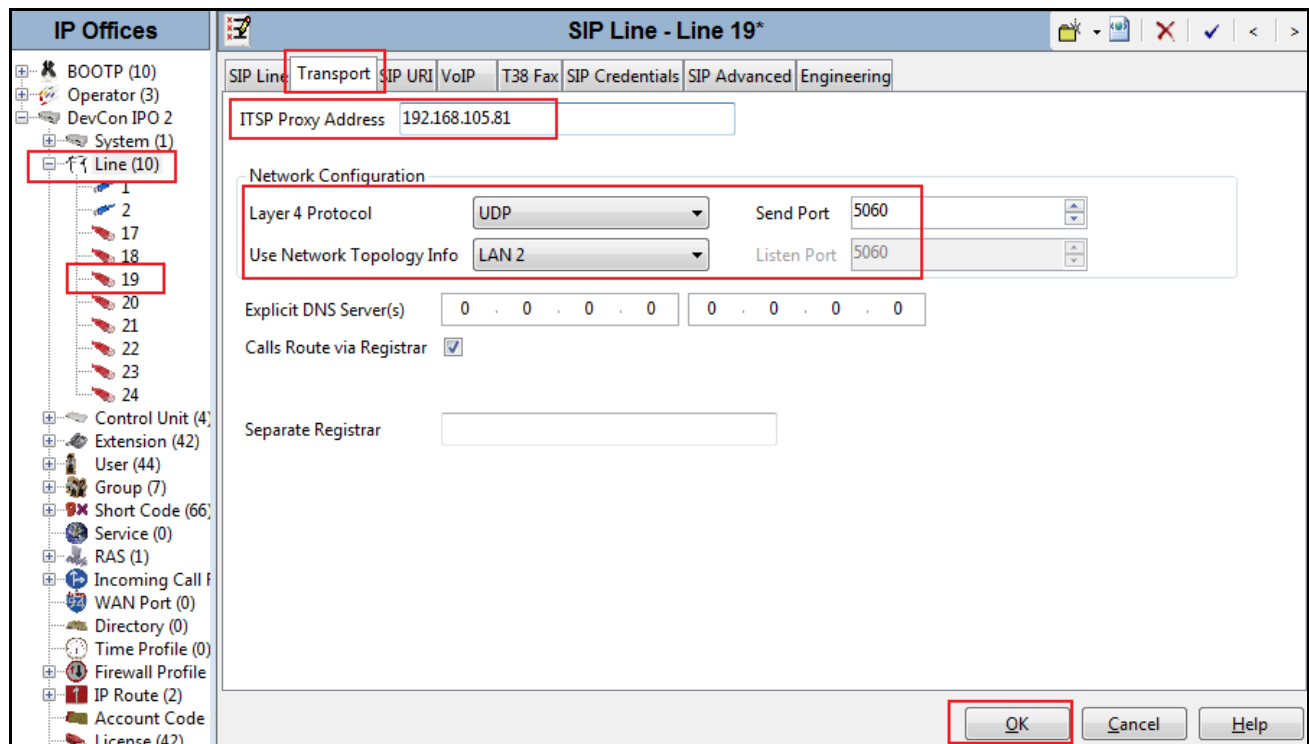 IP Offices
BOOTP (10)
Operator (3)
DevCon IPO 2
System (1)
Line (10)
1
2
17
18
19
20
21
22
23
24
Control Unit (4)
Extension (42)
User (44)
Group (7)
Short Code (66)
Service (0)
RAS (1)
Incoming Call
WAN Port (0)
Directory (0)
Time Profile (0)
Firewall Profile
IP Route (2)
Account Code
License (42)
SIP Line - Line 19*
SIP Line Transport SIP URI VoIP T38 Fax SIP Credentials SIP Advanced Engineering
ITSP Proxy Address 192.168.105.81
Network Configuration
Layer 4 Protocol UDP Send Port 5060
Use Network Topology Info LAN 2 Listen Port 5060
Explicit DNS Server(s) 0 . 0 . 0 . 0 0 . 0 . 0 . 0
Calls Route via Registrar
Separate Registrar
OK Cancel Help